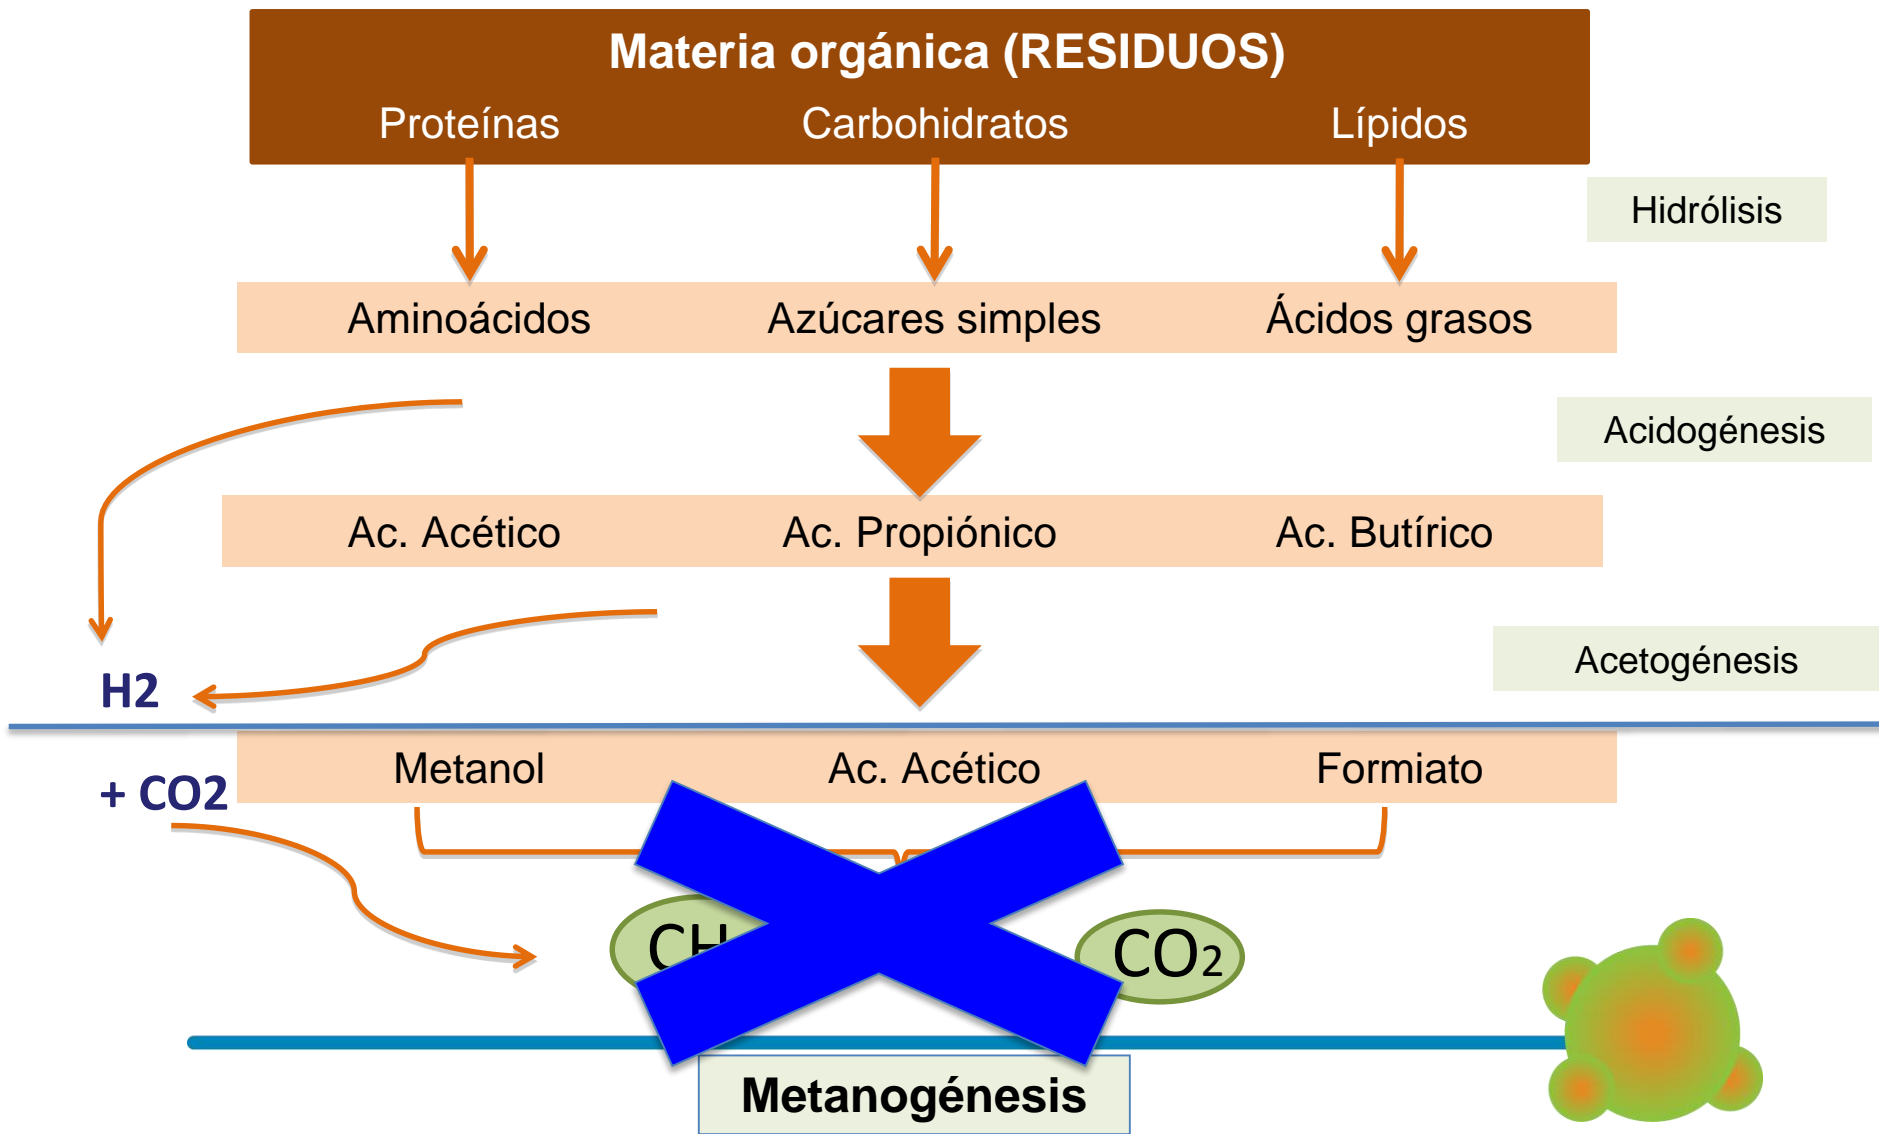 Materia orgánica (RESIDUOS)
Proteínas Carbohidratos Lípidos
Hidrólisis
Aminoácidos Azúcares simples Ácidos grasos
Acidogénesis
Ac. Acético Ac. Propiónico Ac. Butírico
Acetogénesis
H2
Metanol Ac. Acético Formiato
+ CO2
CH
CO2
Metanogénesis